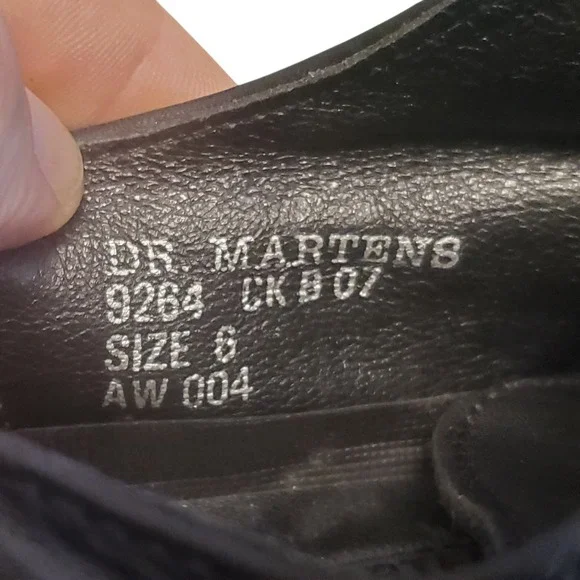 DR. MARTENS
9264 CK B 07
SIZE 6
AW 004